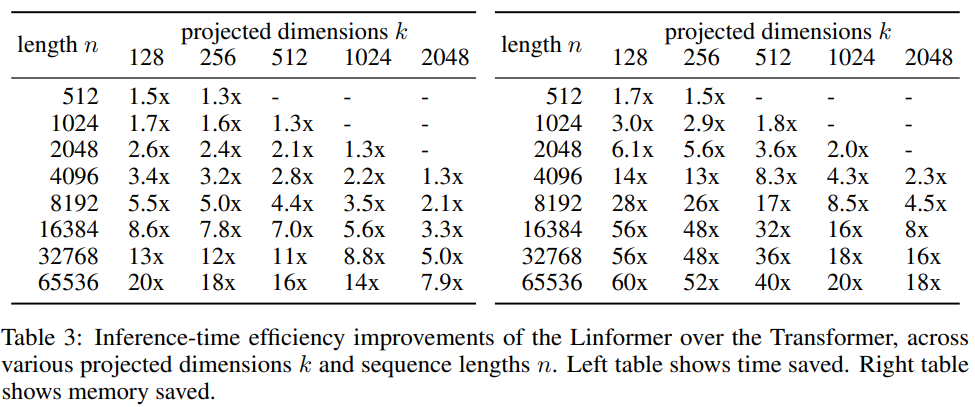 length n projected dimensions k length n projected dimensions k
128 256 512 1024 2048 128 256 512 1024 2048
512 1.5x 1.3x - - - 512 1.7x 1.5x - - -
1024 1.7x 1.6x 1.3x - - 1024 3.0x 2.9x 1.8x - -
2048 2.6x 2.4x 2.1x 1.3x - 2048 6.1x 5.6x 3.6x 2.0x -
4096 3.4x 3.2x 2.8x 2.2x 1.3x 4096 14x 13x 8.3x 4.3x 2.3x
8192 5.5x 5.0x 4.4x 3.5x 2.1x 8192 28x 26x 17x 8.5x 4.5x
16384 8.6x 7.8x 7.0x 5.6x 3.3x 16384 56x 48x 32x 16x 8x
32768 13x 12x 11x 8.8x 5.0x 32768 56x 48x 36x 18x 16x
65536 20x 18x 16x 14x 7.9x 65536 60x 52x 40x 20x 18x
Table 3: Inference-time efficiency improvements of the Linformer over the Transformer, across
various projected dimensions k and sequence lengths n. Left table shows time saved. Right table
shows memory saved.